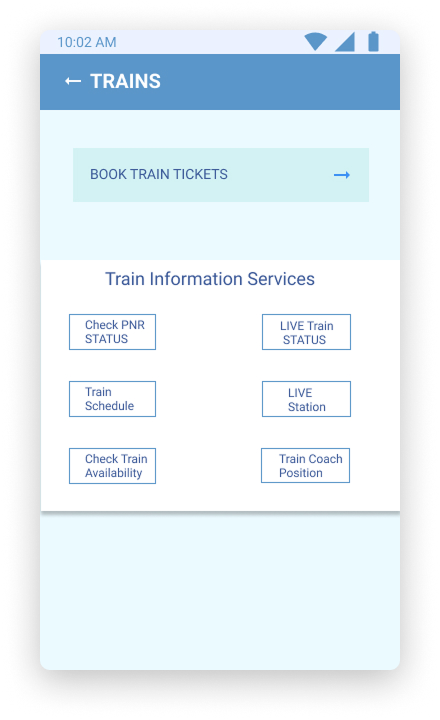 10:02 AM
← TRAINS
BOOK TRAIN TICKETS →
Train Information Services
Check PNR
STATUS
LIVE Train
STATUS
Train
Schedule
LIVE
Station
Check Train
Availability
Train Coach
Position